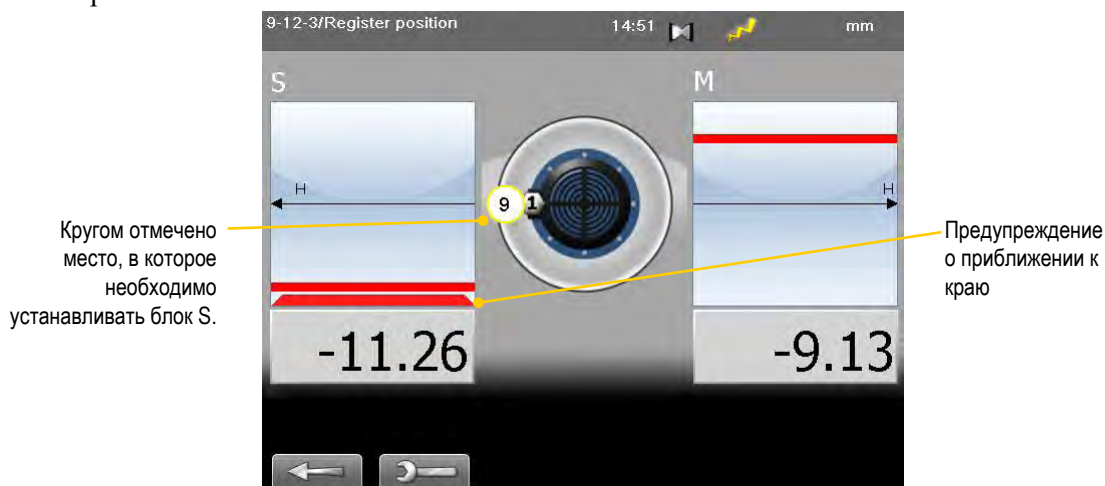 9-12-3/Register position 14:51 mm
S
M
H
H
9 1
Кругом отмечено
место, в которое
необходимо
устанавливать блок S.
Предупреждение
о приближении к
краю
-11.26
-9.13